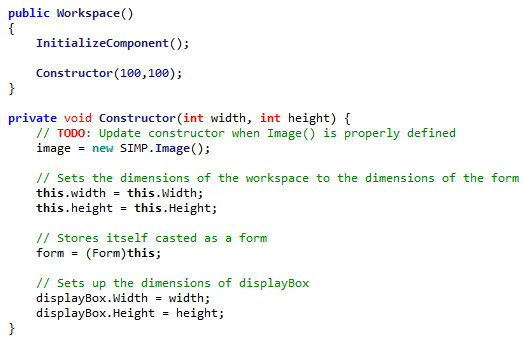 public Workspace()
{
    InitializeComponent();

    Constructor(100,100);
}

private void Constructor(int width, int height) {
    // TODO: Update constructor when Image() is properly defined
    image = new SIMP.Image();

    // Sets the dimensions of the workspace to the dimensions of the form
    this.width = this.Width;
    this.height = this.Height;

    // Stores itself casted as a form
    form = (Form)this;

    // Sets up the dimensions of displayBox
    displayBox.Width = width;
    displayBox.Height = height;
}